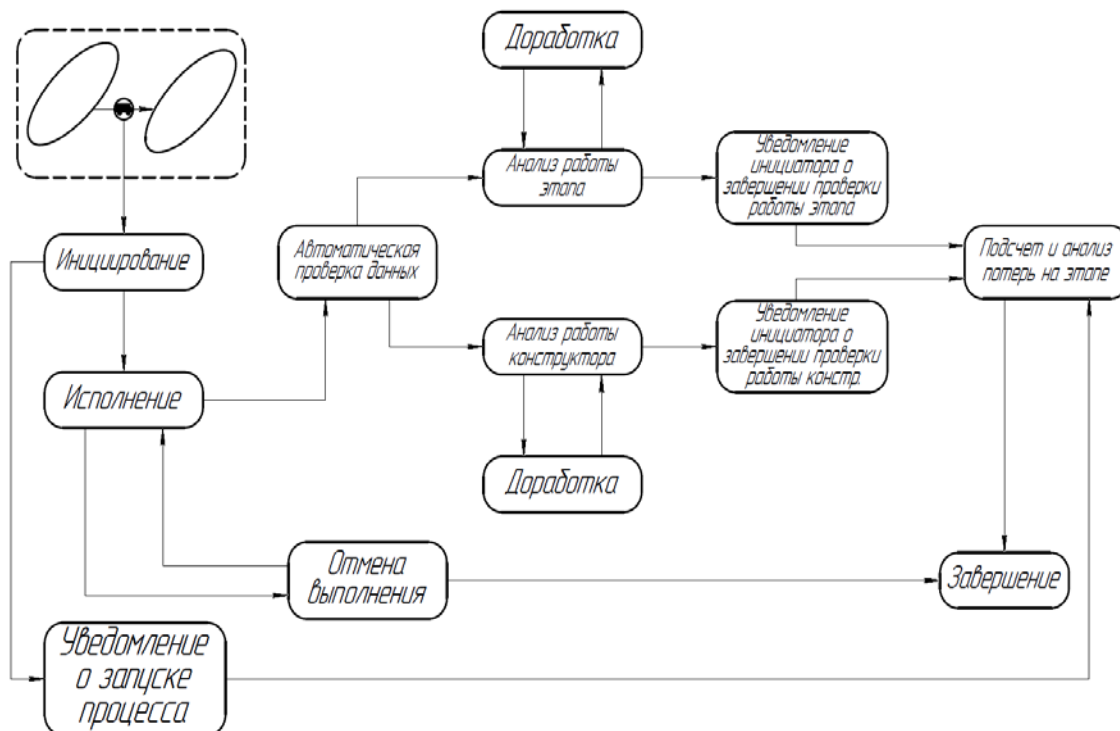 Доработка
Анализ работы
этапа
Уведомление
инициатора о
завершении проверки
работы этапа
Инициирование
Автоматическая
проверка данных
Подсчет и анализ
потерь на этапе
Анализ работы
конструктора
Уведомление
инициатора о
завершении проверки
работы констр.
Исполнение
Доработка
Отмена
выполнения
Завершение
Уведомление
о запуске
процесса